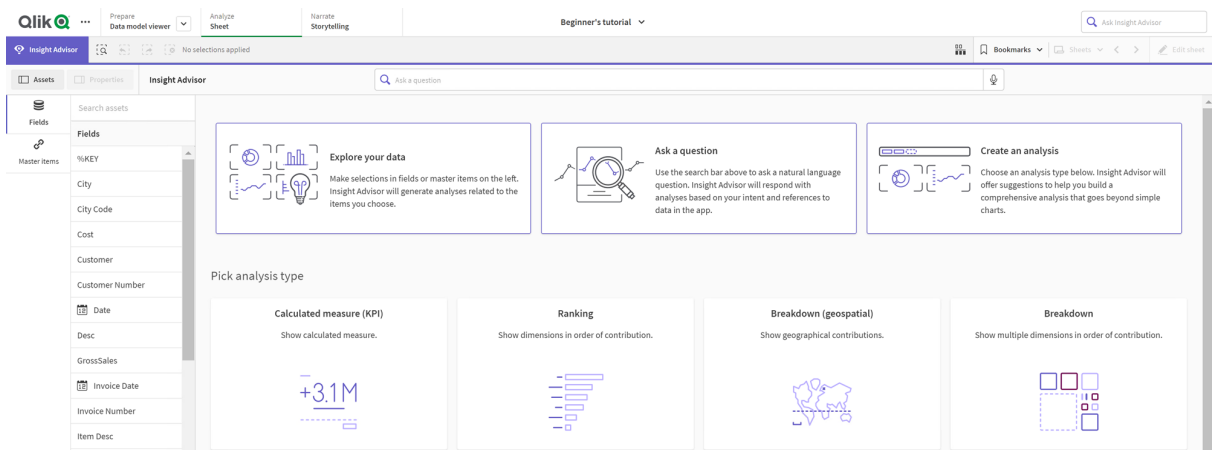 Qlik
Prepare
Data model viewer
Analyze
Sheet
Narrate
Storytelling
Beginner's tutorial
Ask Insight Advisor
Insight Advisor
No selections applied
Bookmarks
Sheets
Edit sheet
Assets
Properties
Insight Advisor
Ask a question
Fields
Master Items
Search assets
Fields
%KEY
City
City Code
Cost
Customer
Customer Number
12 Date
Desc
GrossSales
12 Invoice Date
Invoice Number
Item Desc
Explore your data
Make selections in fields or master items on the left.
Insight Advisor will generate analyses related to the
items you choose.
Ask a question
Use the search bar above to ask a natural language
question. Insight Advisor will respond with
analyses based on your intent and references to
data in the app.
Create an analysis
Choose an analysis type below. Insight Advisor will
offer suggestions to help you build a
comprehensive analysis that goes beyond simple
charts.
Pick analysis type
Calculated measure (KPI)
Show calculated measure.
+3.1M
Ranking
Show dimensions in order of contribution.
Breakdown (geospatial)
Show geographical contributions.
Breakdown
Show multiple dimensions in order of contribution.